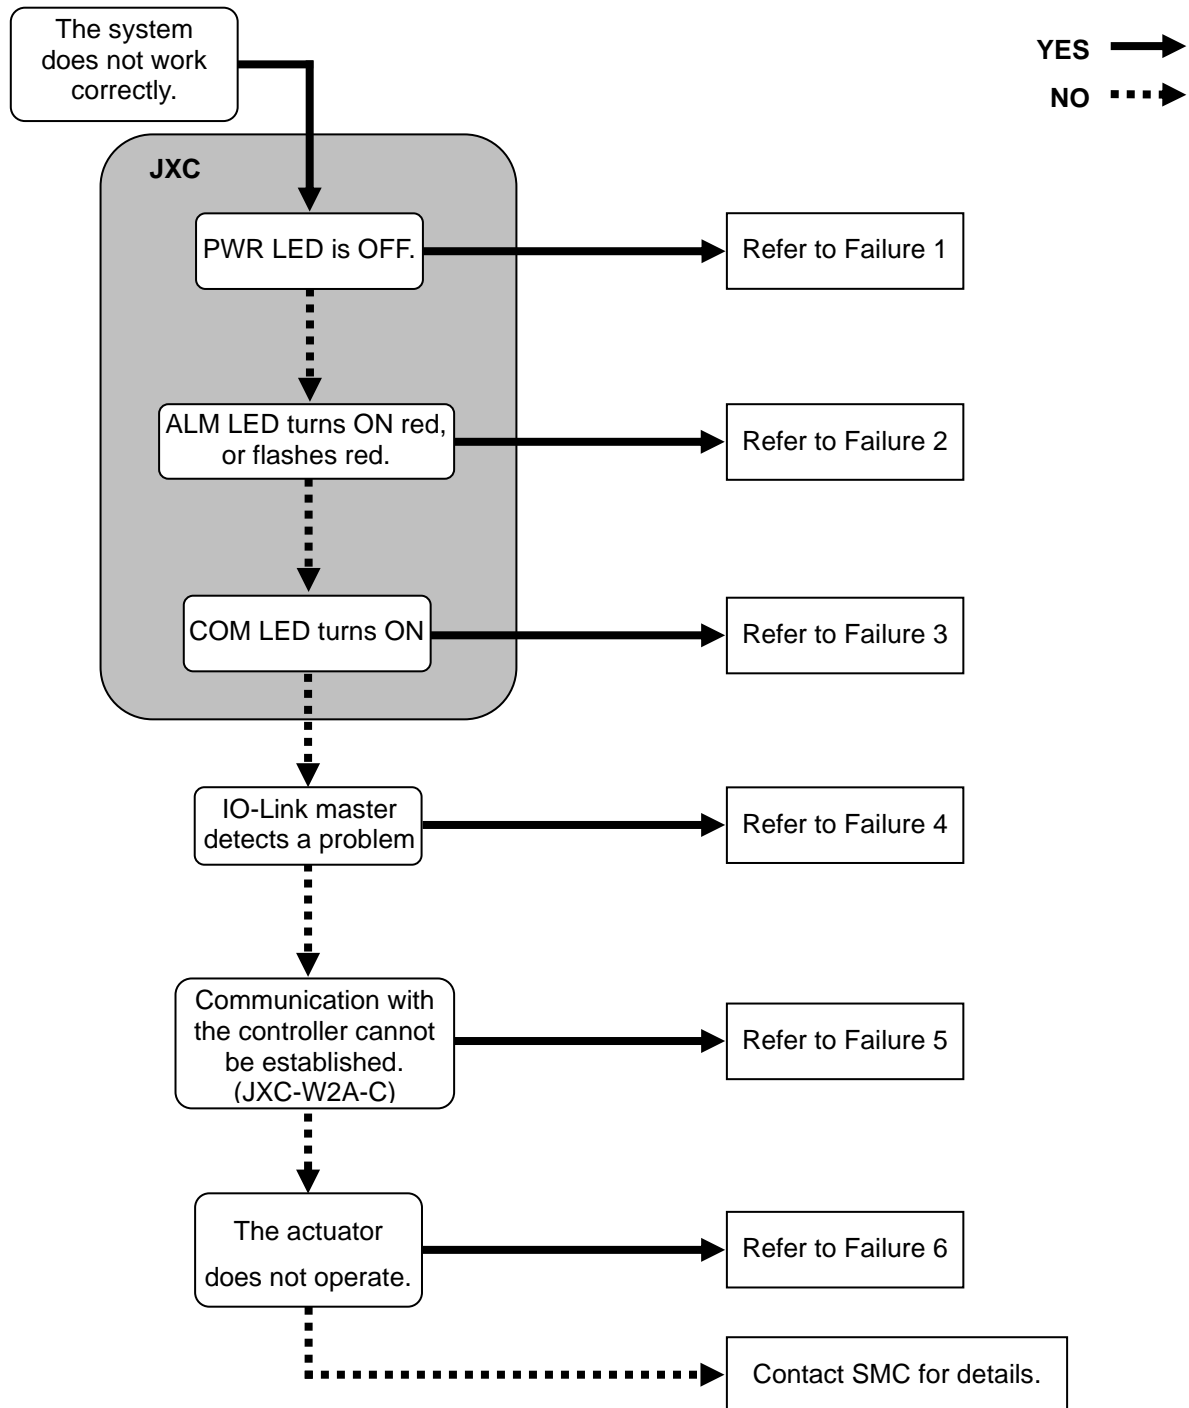 The system
does not work
correctly.
YES
NO
JXC
PWR LED is OFF.
Refer to Failure 1
ALM LED turns ON red,
or flashes red.
Refer to Failure 2
COM LED turns ON
Refer to Failure 3
IO-Link master
detects a problem
Refer to Failure 4
Communication with
the controller cannot
be established.
(JXC-W2A-C)
Refer to Failure 5
The actuator
does not operate.
Refer to Failure 6
Contact SMC for details.